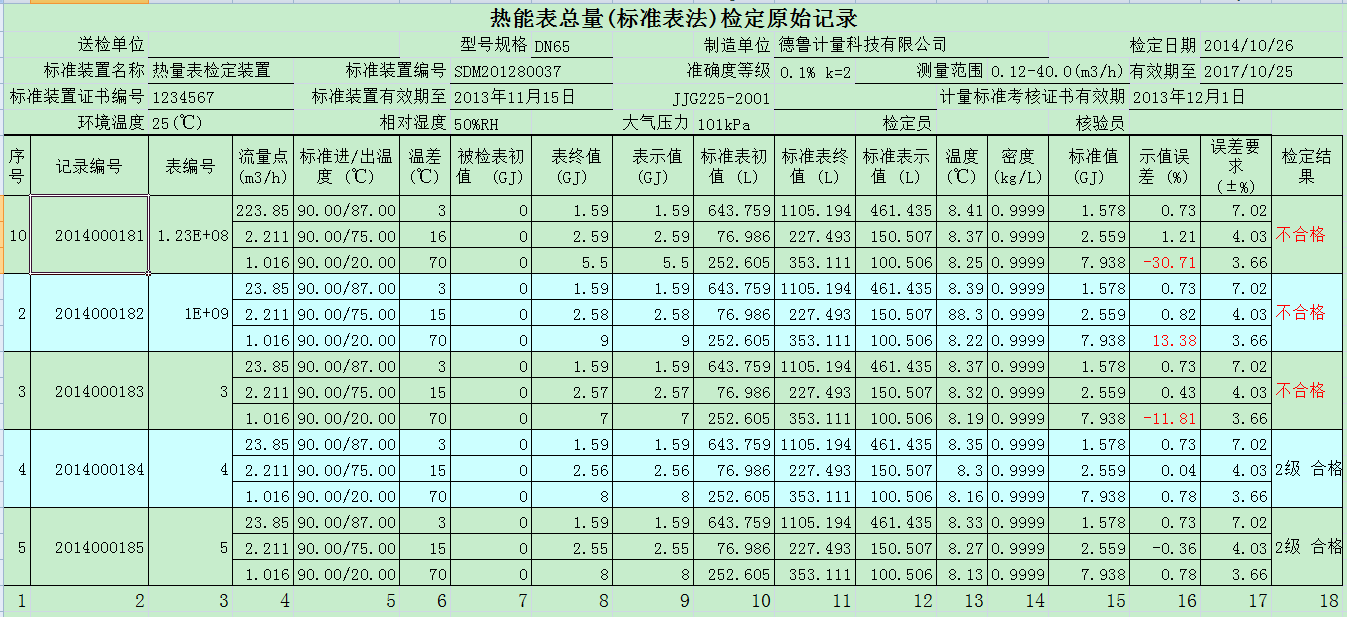 热能表总量(标准表法)检定原始记录
送检单位 型号规格 DN65 制造单位 德鲁计量科技有限公司 检定日期 2014/10/26
标准装置名称 热量表检定装置 标准装置编号 SDM201280037 准确度等级 0.1% k=2 测量范围 0.12-40.0(m3/h) 有效期至 2017/10/25
标准装置证书编号 1234567 标准装置有效期至 2013年11月15日 JJG225-2001 计量标准考核证书有效期 2013年12月1日
环境温度 25(℃) 相对湿度 50%RH 大气压力 101kPa 检定员 核验员
序号 记录编号 表编号 流量点(m3/h) 标准进/出温度 (℃) 温差(℃) 被检表初值 (GJ) 表终值(GJ) 表示值(GJ) 标准表初值 (L) 标准表终值 (L) 标准表示值 (L) 温度(℃) 密度(kg/L) 标准值(GJ) 示值误差 (%) 误差要求(±%) 检定结果
223.85 90.00/87.00 3 0 1.59 1.59 643.759 1105.194 461.435 8.41 0.9999 1.578 0.73 7.02
10 2014000181 1.23E+08 2.211 90.00/75.00 16 0 2.59 2.59 76.986 227.493 150.507 8.37 0.9999 2.559 1.21 4.03 不合格
1.016 90.00/20.00 70 0 5.5 5.5 252.605 353.111 100.506 8.25 0.9999 7.938 -30.71 3.66
23.85 90.00/87.00 3 0 1.59 1.59 643.759 1105.194 461.435 8.39 0.9999 1.578 0.73 7.02
2 2014000182 1E+09 2.211 90.00/75.00 15 0 2.58 2.58 76.986 227.493 150.507 88.3 0.9999 2.559 0.82 4.03 不合格
1.016 90.00/20.00 70 0 9 9 252.605 353.111 100.506 8.22 0.9999 7.938 13.38 3.66
23.85 90.00/87.00 3 0 1.59 1.59 643.759 1105.194 461.435 8.37 0.9999 1.578 0.73 7.02
3 2014000183 3 2.211 90.00/75.00 15 0 2.57 2.57 76.986 227.493 150.507 8.32 0.9999 2.559 0.43 4.03 不合格
1.016 90.00/20.00 70 0 7 7 252.605 353.111 100.506 8.19 0.9999 7.938 -11.81 3.66
23.85 90.00/87.00 3 0 1.59 1.59 643.759 1105.194 461.435 8.35 0.9999 1.578 0.73 7.02
4 2014000184 4 2.211 90.00/75.00 15 0 2.56 2.56 76.986 227.493 150.507 8.3 0.9999 2.559 0.04 4.03 2级 合格
1.016 90.00/20.00 70 0 8 8 252.605 353.111 100.506 8.16 0.9999 7.938 0.78 3.66
23.85 90.00/87.00 3 0 1.59 1.59 643.759 1105.194 461.435 8.33 0.9999 1.578 0.73 7.02
5 2014000185 5 2.211 90.00/75.00 15 0 2.55 2.55 76.986 227.493 150.507 8.27 0.9999 2.559 -0.36 4.03 2级 合格
1.016 90.00/20.00 70 0 8 8 252.605 353.111 100.506 8.13 0.9999 7.938 0.78 3.66
1 2 3 4 5 6 7 8 9 10 11 12 13 14 15 16 17 18